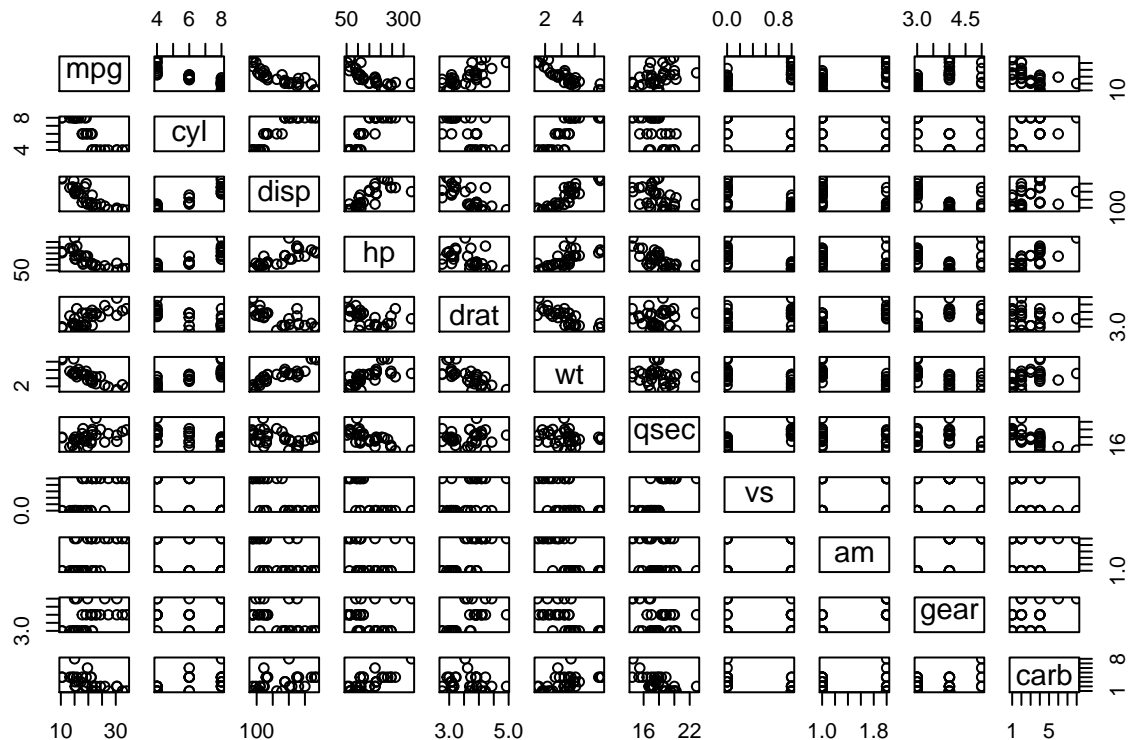 4 6 8 50 300 2 4 0.0 0.8 3.0 4.5
mpg 10
4 8 cyl
disp 100
50 hp
drat 3.0
2 wt
qsec 16
0.0 vs
am 1.0
3.0 gear
carb 1 8
10 30 100 3.0 5.0 16 22 1.0 1.8 1 5